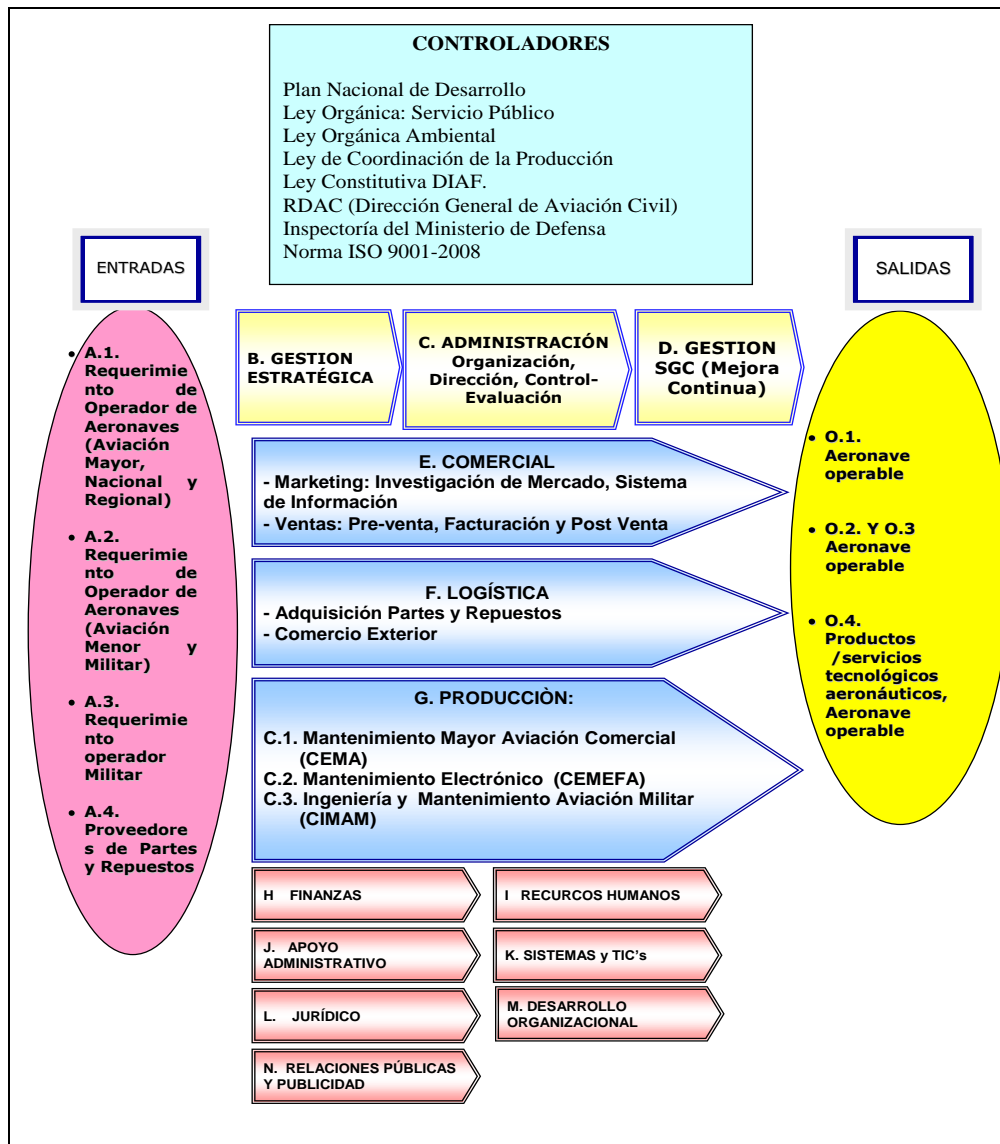 CONTROLADORES
Plan Nacional de Desarrollo
Ley Orgánica: Servicio Público
Ley Orgánica Ambiental
Ley de Coordinación de la Producción
Ley Constitutiva DIAF.
RDAC (Dirección General de Aviación Civil)
Inspectoría del Ministerio de Defensa
Norma ISO 9001-2008
ENTRADAS
SALIDAS
• A.1.
Requerimie
nto de
Operador de
Aeronaves
(Aviación
Mayor,
Nacional y
Regional)
• A.2.
Requerimie
nto de
Operador de
Aeronaves
(Aviación
Menor y
Militar)
• A.3.
Requerimie
nto
operador
Militar
• A.4.
Proveedore
s de Partes
y Repuestos
B. GESTION
ESTRATÉGICA
C. ADMINISTRACIÓN
Organización,
Dirección, Control-
Evaluación
D. GESTION
SGC (Mejora
Continua)
E. COMERCIAL
- Marketing: Investigación de Mercado, Sistema
de Información
- Ventas: Pre-venta, Facturación y Post Venta
F. LOGÍSTICA
- Adquisición Partes y Repuestos
- Comercio Exterior
G. PRODUCCIÒN:
C.1. Mantenimiento Mayor Aviación Comercial
(CEMA)
C.2. Mantenimiento Electrónico (CEMEFA)
C.3. Ingeniería y Mantenimiento Aviación Militar
(CIMAM)
H FINANZAS
I RECURCOS HUMANOS
J. APOYO
ADMINISTRATIVO
K. SISTEMAS y TIC's
L. JURÍDICO
M. DESARROLLO
ORGANIZACIONAL
N. RELACIONES PÚBLICAS
Y PUBLICIDAD
• O.1.
Aeronave
operable
• O.2. Y O.3
Aeronave
operable
• O.4.
Productos
/servicios
tecnológicos
aeronáuticos,
Aeronave
operable